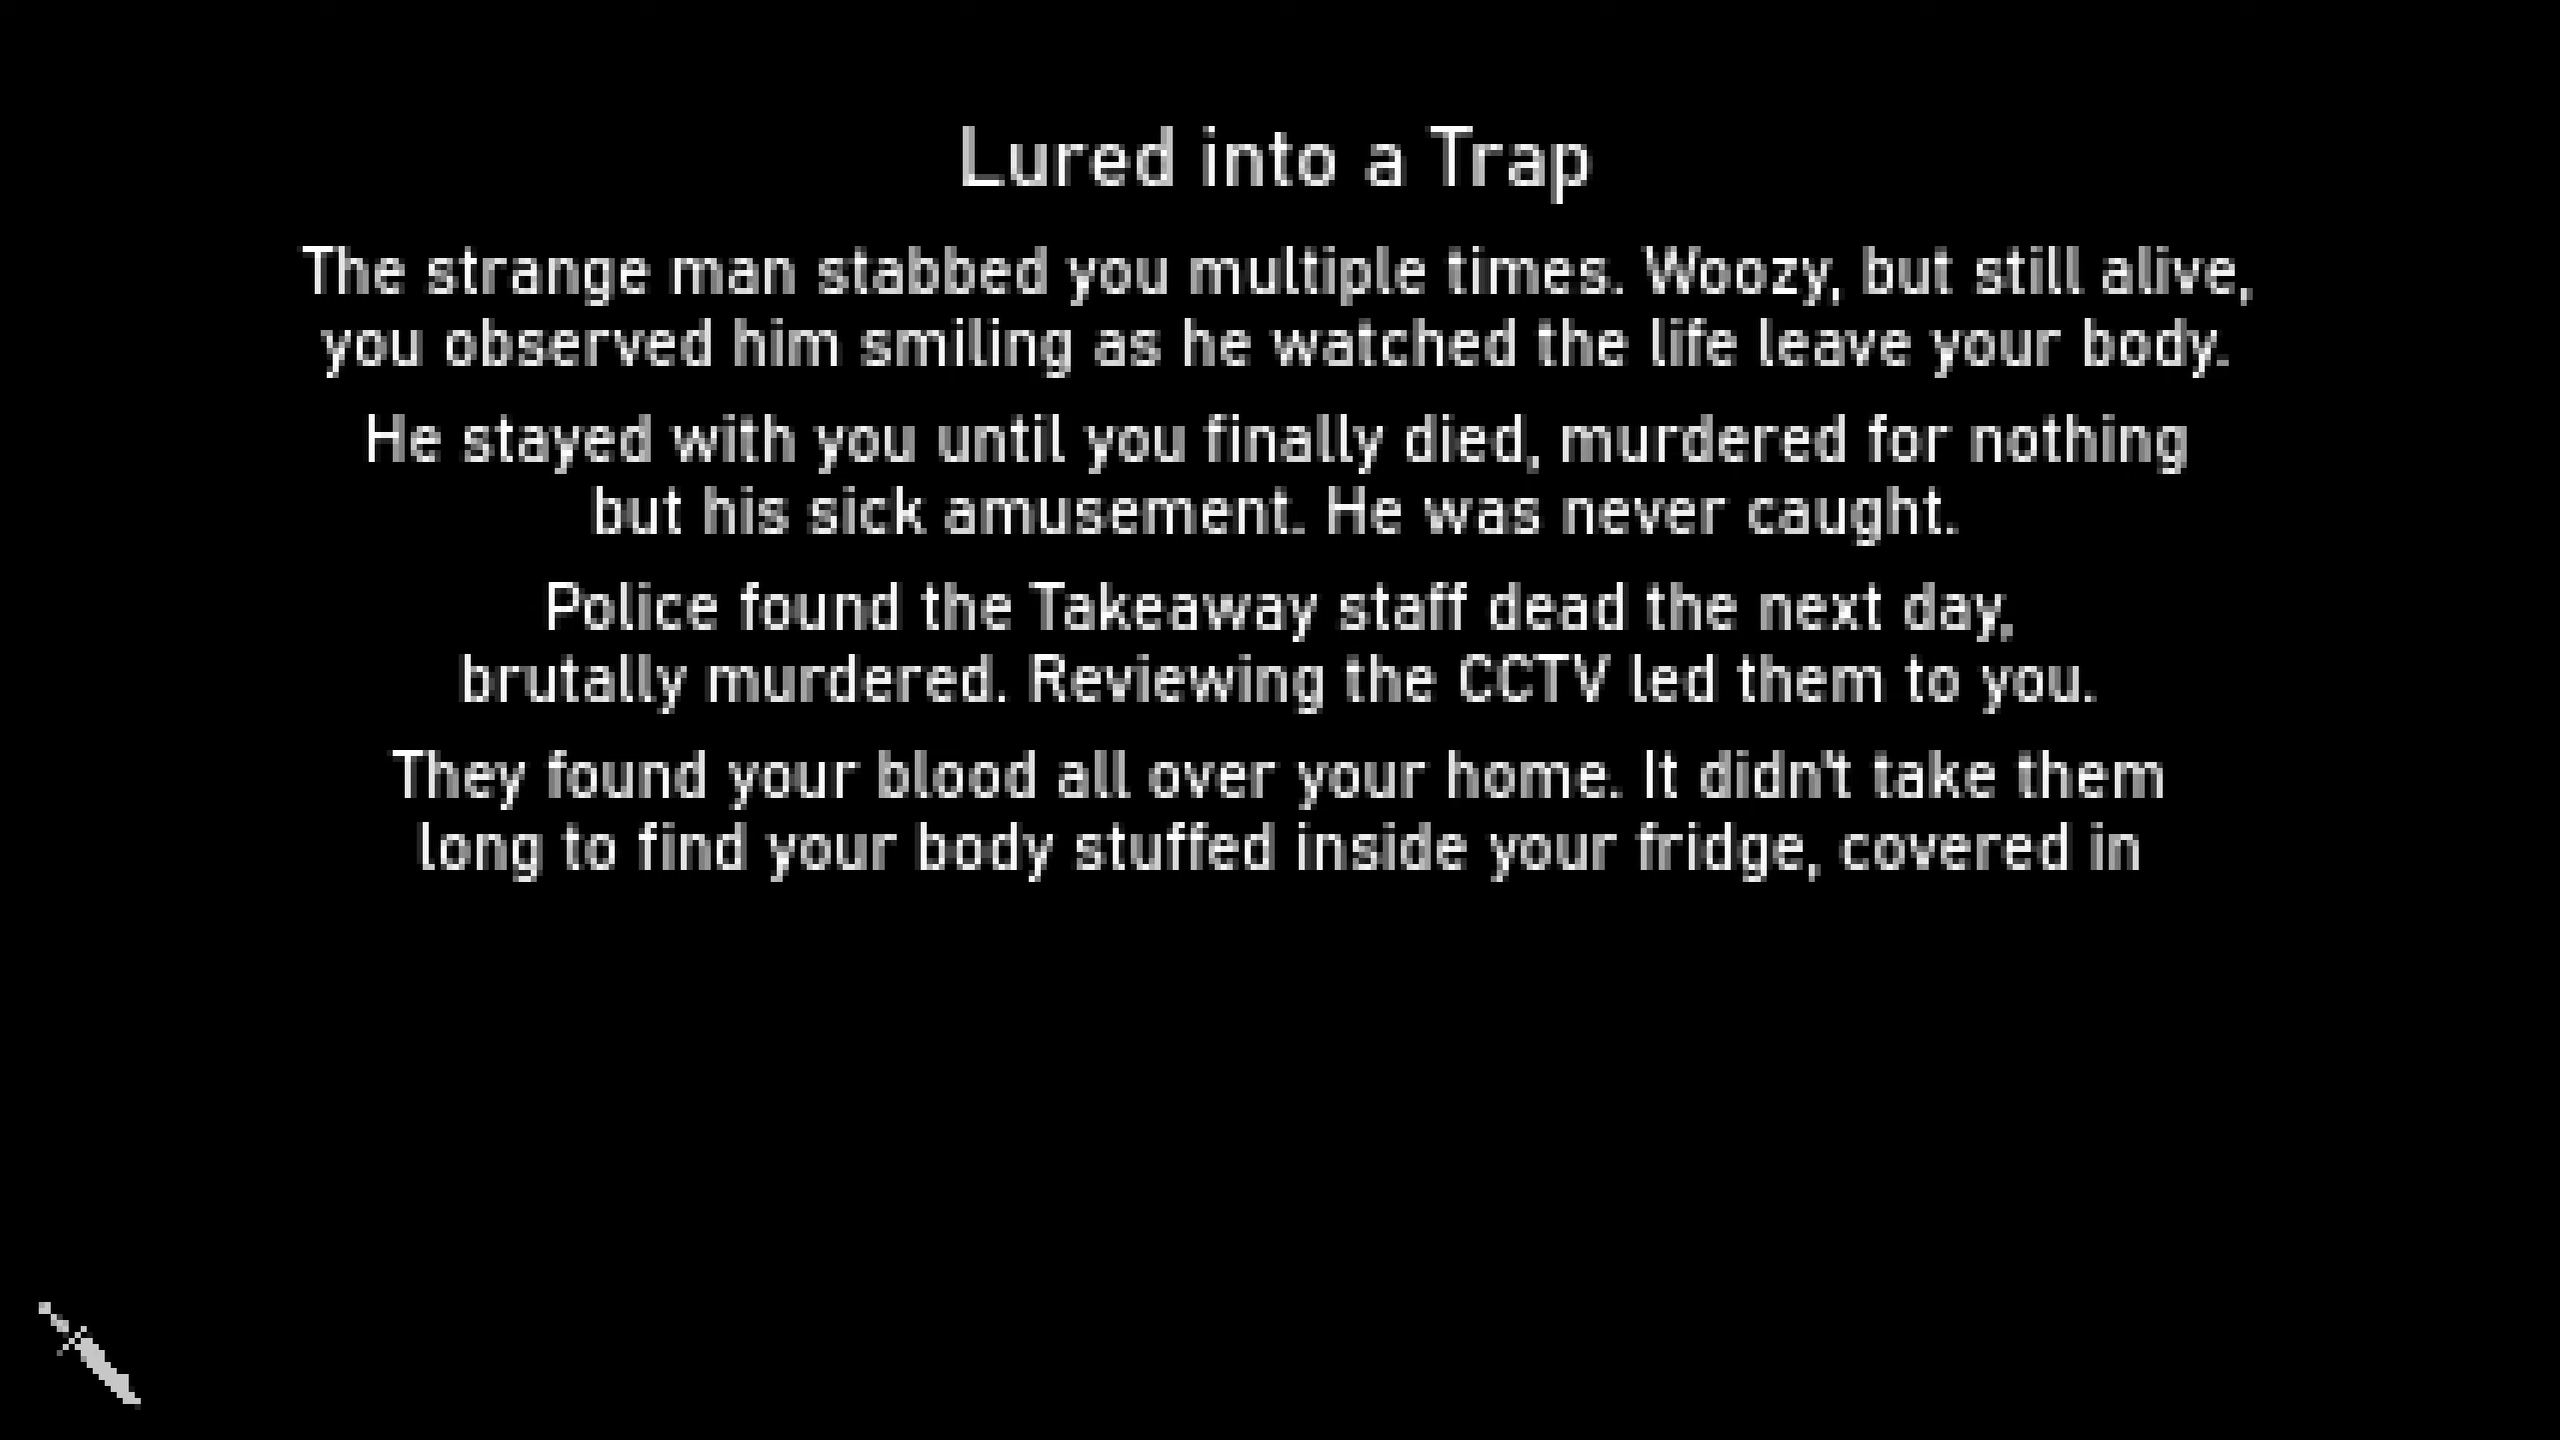 Lured into a Trap
The strange man stabbed you multiple times. Woozy, but still alive,
you observed him smiling as he watched the life leave your body.
He stayed with you until you finally died, murdered for nothing
but his sick amusement. He was never caught.
Police found the Takeaway staff dead the next day,
brutally murdered. Reviewing the CCTV led them to you.
They found your blood all over your home. It didn't take them
long to find your body stuffed inside your fridge, covered in